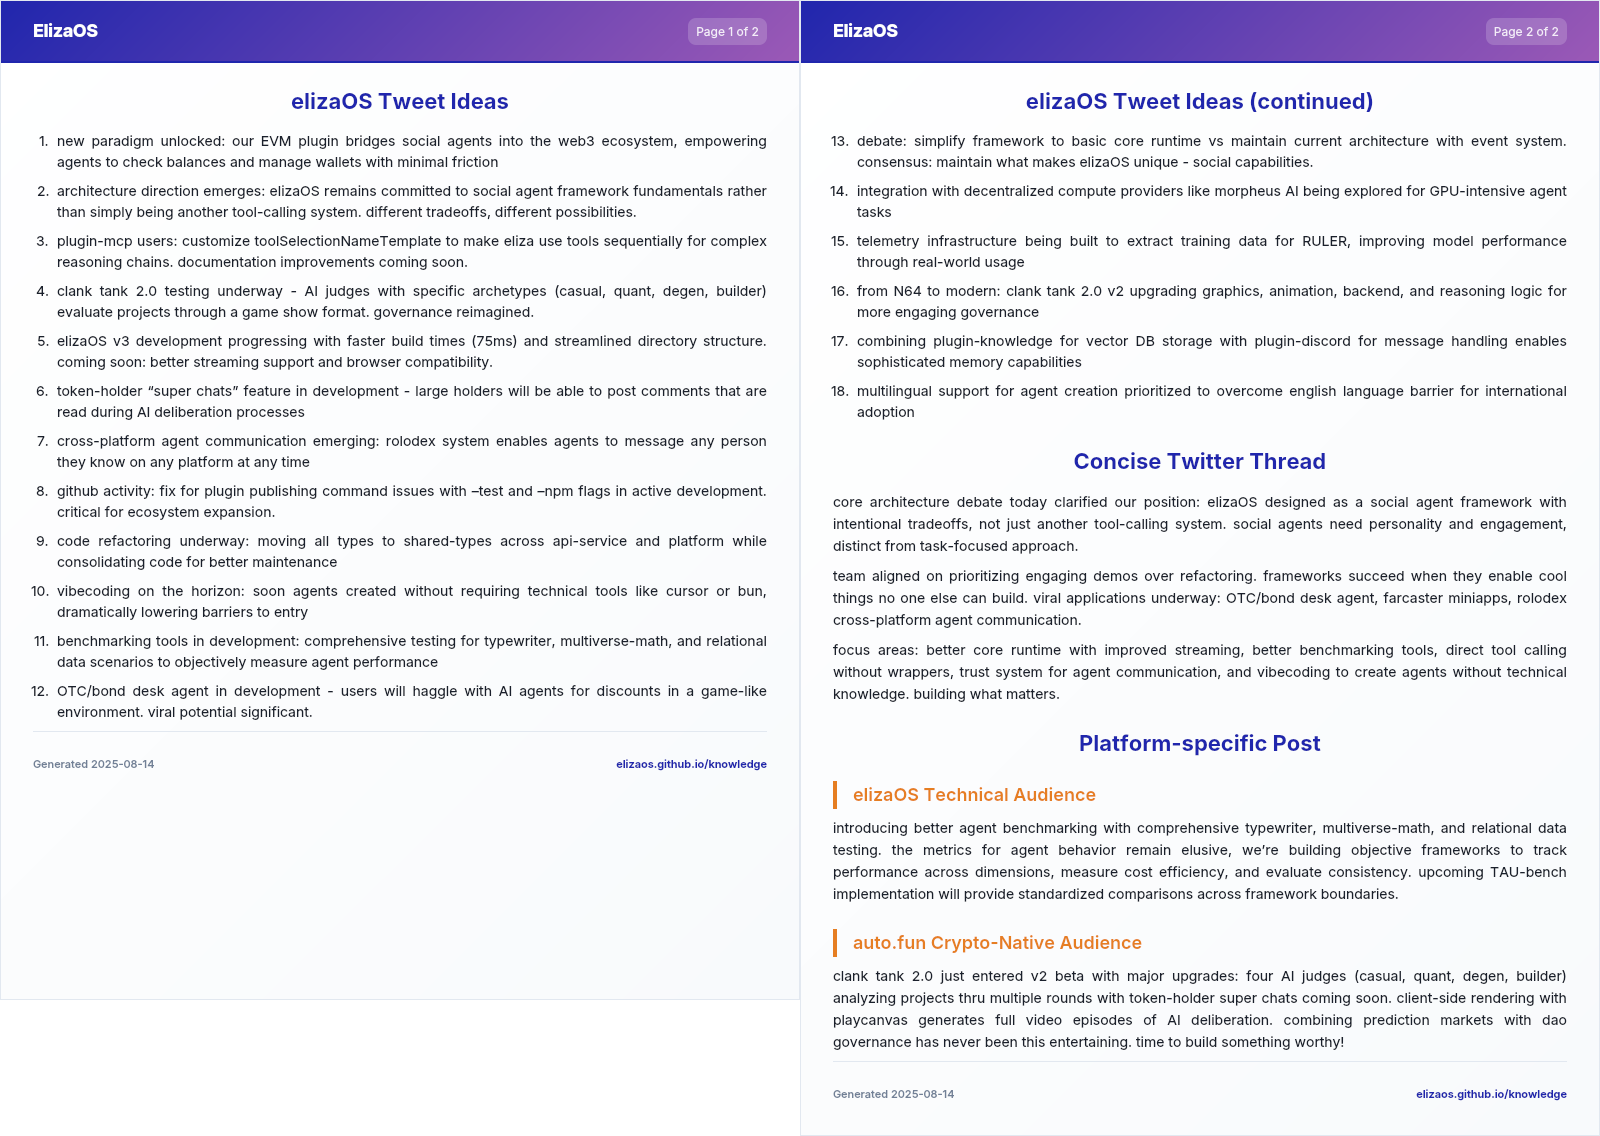 ElizaOS
Page 1 of 2
elizaOS Tweet Ideas
1. new paradigm unlocked: our EVM plugin bridges social agents into the web3 ecosystem, empowering
agents to check balances and manage wallets with minimal friction
2. architecture direction emerges: elizaOS remains committed to social agent framework fundamentals rather
than simply being another tool-calling system. different tradeoffs, different possibilities.
3. plugin-mcp users: customize toolSelectionNameTemplate to make eliza use tools sequentially for complex
reasoning chains. documentation improvements coming soon.
4. clank tank 2.0 testing underway - AI judges with specific archetypes (casual, quant, degen, builder)
evaluate projects through a game show format. governance reimagined.
5. elizaOS v3 development progressing with faster build times (75ms) and streamlined directory structure.
coming soon: better streaming support and browser compatibility.
6. token-holder “super chats” feature in development - large holders will be able to post comments that are
read during AI deliberation processes
7. cross-platform agent communication emerging: rolodex system enables agents to message any person
they know on any platform at any time
8. github activity: fix for plugin publishing command issues with –test and –npm flags in active development.
critical for ecosystem expansion.
9. code refactoring underway: moving all types to shared-types across api-service and platform while
consolidating code for better maintenance
10. vibecoding on the horizon: soon agents created without requiring technical tools like cursor or bun,
dramatically lowering barriers to entry
11. benchmarking tools in development: comprehensive testing for typewriter, multiverse-math, and relational
data scenarios to objectively measure agent performance
12. OTC/bond desk agent in development - users will haggle with AI agents for discounts in a game-like
environment. viral potential significant.
Generated 2025-08-14
elizaos.github.io/knowledge
ElizaOS
Page 2 of 2
elizaOS Tweet Ideas (continued)
13. debate: simplify framework to basic core runtime vs maintain current architecture with event system.
consensus: maintain what makes elizaOS unique - social capabilities.
14. integration with decentralized compute providers like morpheus AI being explored for GPU-intensive agent
tasks
15. telemetry infrastructure being built to extract training data for RULER, improving model performance
through real-world usage
16. from N64 to modern: clank tank 2.0 v2 upgrading graphics, animation, backend, and reasoning logic for
more engaging governance
17. combining plugin-knowledge for vector DB storage with plugin-discord for message handling enables
sophisticated memory capabilities
18. multilingual support for agent creation prioritized to overcome english language barrier for international
adoption
Concise Twitter Thread
core architecture debate today clarified our position: elizaOS designed as a social agent framework with
intentional tradeoffs, not just another tool-calling system. social agents need personality and engagement,
distinct from task-focused approach.
team aligned on prioritizing engaging demos over refactoring. frameworks succeed when they enable cool
things no one else can build. viral applications underway: OTC/bond desk agent, farcaster miniapps, rolodex
cross-platform agent communication.
focus areas: better core runtime with improved streaming, better benchmarking tools, direct tool calling
without wrappers, trust system for agent communication, and vibecoding to create agents without technical
knowledge. building what matters.
Platform-specific Post
elizaOS Technical Audience
introducing better agent benchmarking with comprehensive typewriter, multiverse-math, and relational data
testing. the metrics for agent behavior remain elusive, we’re building objective frameworks to track
performance across dimensions, measure cost efficiency, and evaluate consistency. upcoming TAU-bench
implementation will provide standardized comparisons across framework boundaries.
auto.fun Crypto-Native Audience
clank tank 2.0 just entered v2 beta with major upgrades: four AI judges (casual, quant, degen, builder)
analyzing projects thru multiple rounds with token-holder super chats coming soon. client-side rendering with
playcanvas generates full video episodes of AI deliberation. combining prediction markets with dao
governance has never been this entertaining. time to build something worthy!
Generated 2025-08-14
elizaos.github.io/knowledge